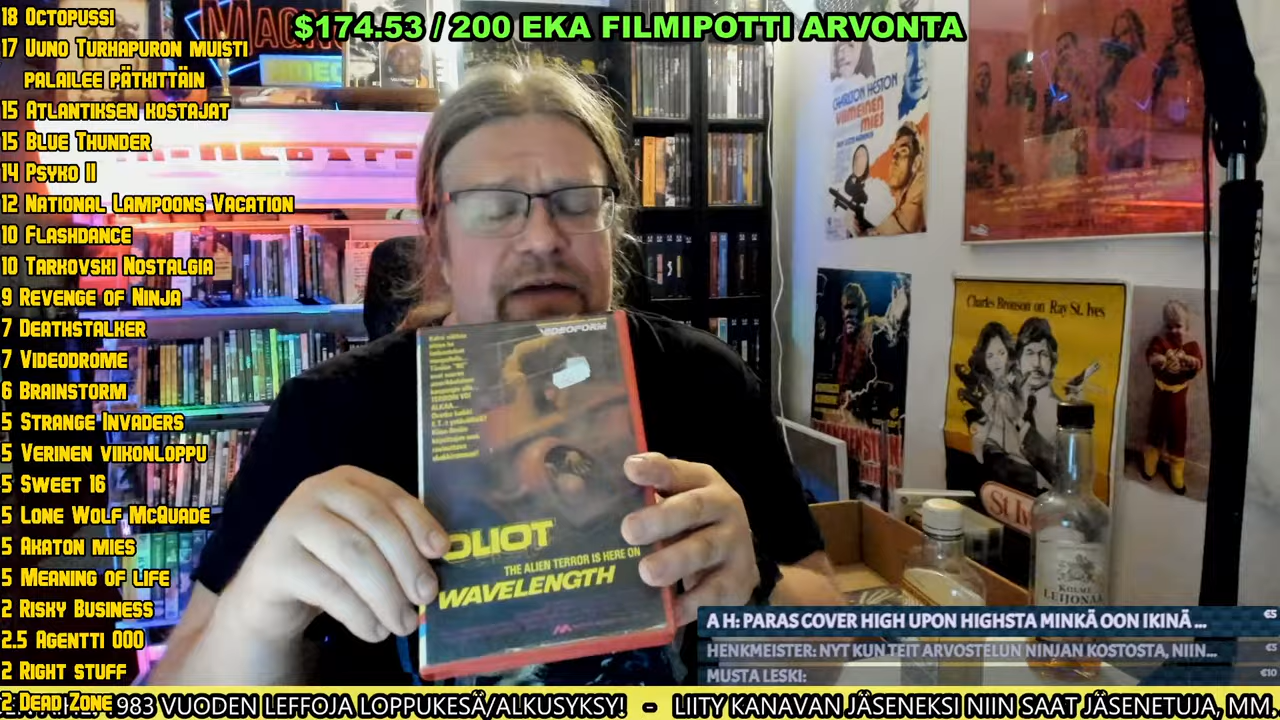 $174.53 / 200 EKA FILMIPOTTI ARVONTA
18 Octopussi
17 Uuno Turhapuron muisti
palailee pätkittäin
15 Atlantiksen kostajat
15 Blue Thunder
14 Psyko II
12 National Lampoons Vacation
10 Flashdance
10 Tarkovski Nostalgia
9 Revenge of Ninja
7 Deathstalker
7 Videodrome
6 Brainstorm
5 Strange Invaders
5 Verinen viikonloppu
5 Sweet 16
5 Lone Wolf McQuade
5 Akaton mies
5 Meaning of life
2 Risky Business
2.5 Agentti 000
2 Right stuff
2 Dead Zone
CHARLTON HESTON
VIIMEINEN
MIES
Charles Bronson on Ray St. Ives
VIDEOFORM
OLIOT
THE ALIEN TERROR IS HERE ON
WAVELENGTH
LEIJONA
A H: PARAS COVER HIGH UPON HIGHSTA MINKÄ OON IKINÄ ... €5
HENKMEISTER: NYT KUN TEIT ARVOSTELUN NINJAN KOSTOSTA, NIIN... €5
MUSTA LESKI: €10
1983 VUODEN LEFFOJA LOPPUKESÄ/ALKUSYKSY! - LIITY KANAVAN JÄSENEKSI NIIN SAAT JÄSENETUJA, MM.